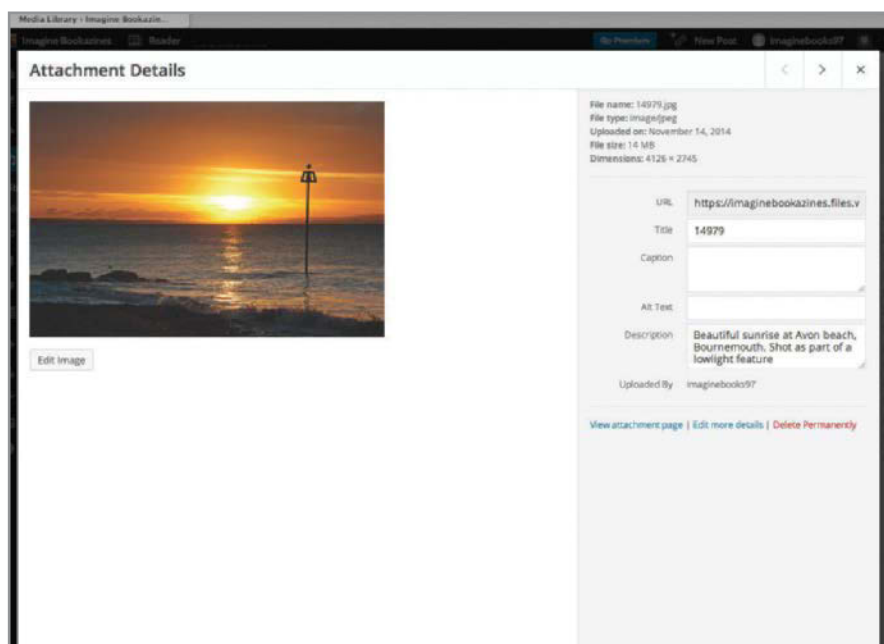 Media Library › Imagine Bookazin...
Imagine Bookazines Reader Go Premium New Post imaginebooks97
Attachment Details
File name: 14979.jpg
File type: image/jpeg
Uploaded on: November 14, 2014
File size: 14 MB
Dimensions: 4126 × 2745
URL https://imaginebookazines.files.v
Title 14979
Caption
Alt Text
Description Beautiful sunrise at Avon beach,
Bournemouth. Shot as part of a
lowlight feature
Edit Image
Uploaded By imaginebooks97
View attachment page | Edit more details | Delete Permanently